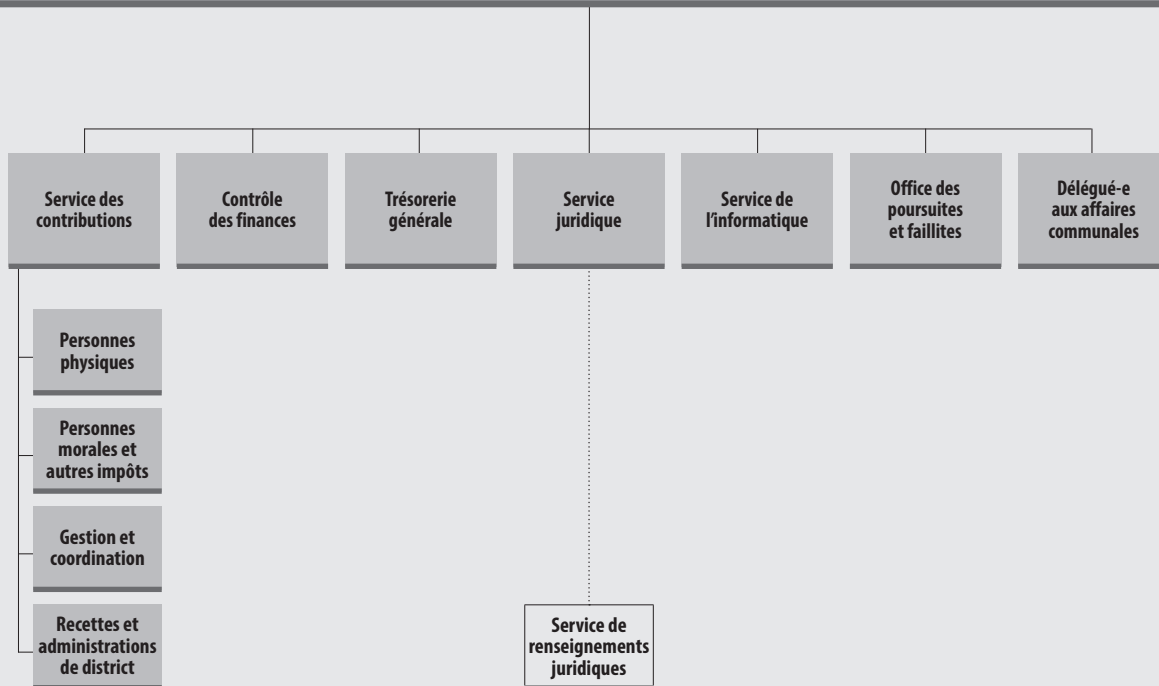 Service des
contributions
Contrôle
des finances
Trésorerie
générale
Service
juridique
Service de
l'informatique
Office des
poursuites
et faillites
Délégué-e
aux affaires
communales
Personnes
physiques
Personnes
morales et
autres impôts
Gestion et
coordination
Recettes et
administrations
de district
Service de
renseignements
juridiques